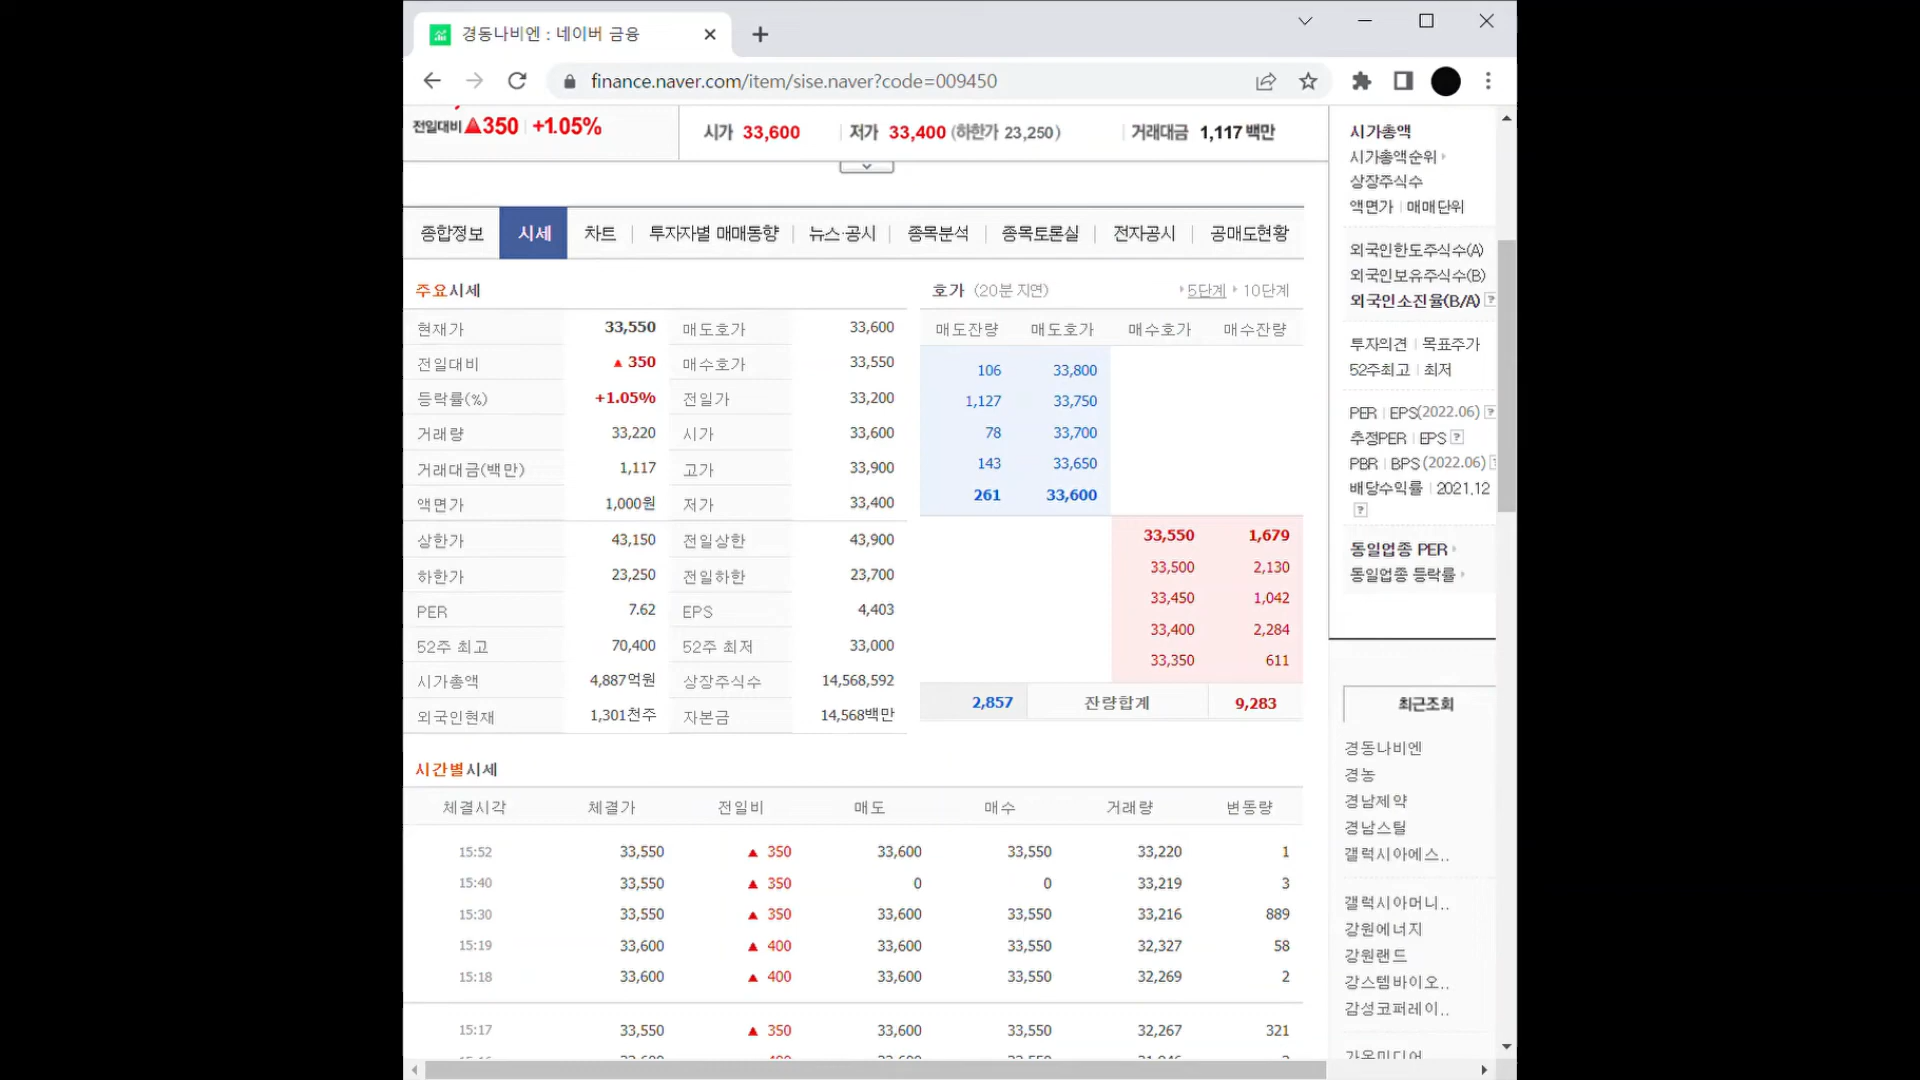 경동나비엔 : 네이버 금융
finance.naver.com/item/sise.naver?code=009450
전일대비 ▲350 +1.05%
시가 33,600 저가 33,400 (하한가 23,250) 거래대금 1,117 백만
종합정보 시세 차트 투자자별 매매동향 뉴스·공시 종목분석 종목토론실 전자공시 공매도현황
주요시세
현재가 33,550 매도호가 33,600
전일대비 ▲ 350 매수호가 33,550
등락률(%) +1.05% 전일가 33,200
거래량 33,220 시가 33,600
거래대금(백만) 1,117 고가 33,900
액면가 1,000원 저가 33,400
상한가 43,150 전일상한 43,900
하한가 23,250 전일하한 23,700
PER 7.62 EPS 4,403
52주 최고 70,400 52주 최저 33,000
시가총액 4,887억원 상장주식수 14,568,592
외국인현재 1,301천주 자본금 14,568백만
호가 (20분 지연) 5단계 10단계
매도잔량 매도호가 매수호가 매수잔량
106 33,800
1,127 33,750
78 33,700
143 33,650
261 33,600
33,550 1,679
33,500 2,130
33,450 1,042
33,400 2,284
33,350 611
2,857 잔량합계 9,283
시간별시세
체결시각 체결가 전일비 매도 매수 거래량 변동량
15:52 33,550 ▲ 350 33,600 33,550 33,220 1
15:40 33,550 ▲ 350 0 0 33,219 3
15:30 33,550 ▲ 350 33,600 33,550 33,216 889
15:19 33,600 ▲ 400 33,600 33,550 32,327 58
15:18 33,600 ▲ 400 33,600 33,550 32,269 2
15:17 33,550 ▲ 350 33,600 33,550 32,267 321
시가총액
시가총액순위
상장주식수
액면가 | 매매단위
외국인한도주식수(A)
외국인보유주식수(B)
외국인소진율(B/A) ?
투자의견 | 목표주가
52주최고 | 최저
PER | EPS(2022.06) ?
추정PER | EPS ?
PBR | BPS (2022.06) ?
배당수익률 | 2021.12
?
동일업종 PER
동일업종 등락률
최근조회
경동나비엔
경농
경남제약
경남스틸
갤럭시아에스..
갤럭시아머니..
강원에너지
강원랜드
강스템바이오..
감성코퍼레이..